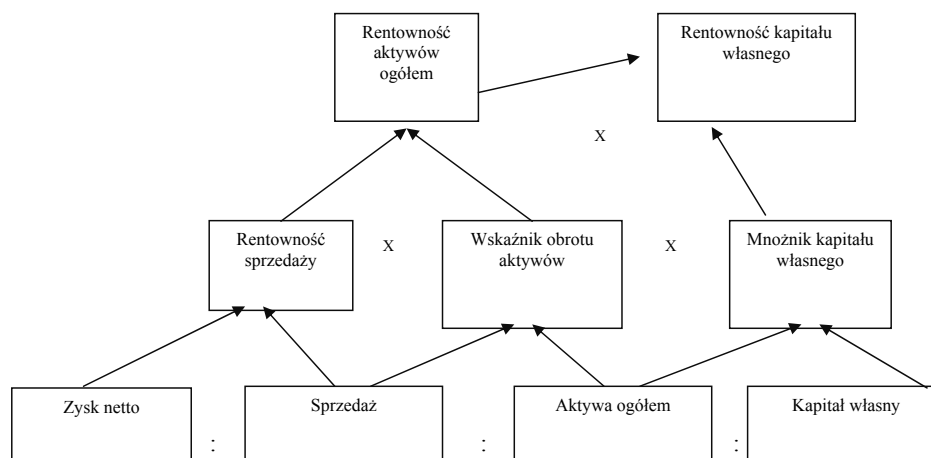 Rentowność
aktywów
ogółem
Rentowność kapitału
własnego
X
Rentowność
sprzedaży
X
Wskaźnik obrotu
aktywów
X
Mnożnik kapitału
własnego
Zysk netto
:
Sprzedaż
:
Aktywa ogółem
:
Kapitał własny